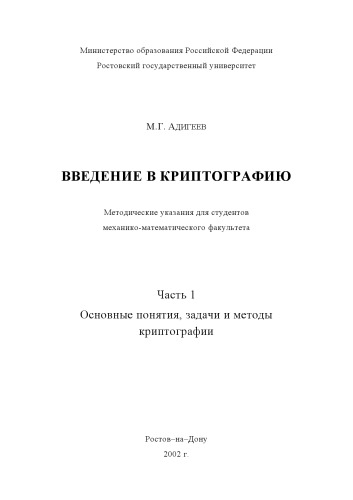 Министерство образования Российской Федерации
Ростовский государственный университет
М.Г. АДИГЕЕВ
ВВЕДЕНИЕ В КРИПТОГРАФИЮ
Методические указания для студентов
механико-математического факультета
Часть 1
Основные понятия, задачи и методы
криптографии
Ростов–на–Дону
2002 г.